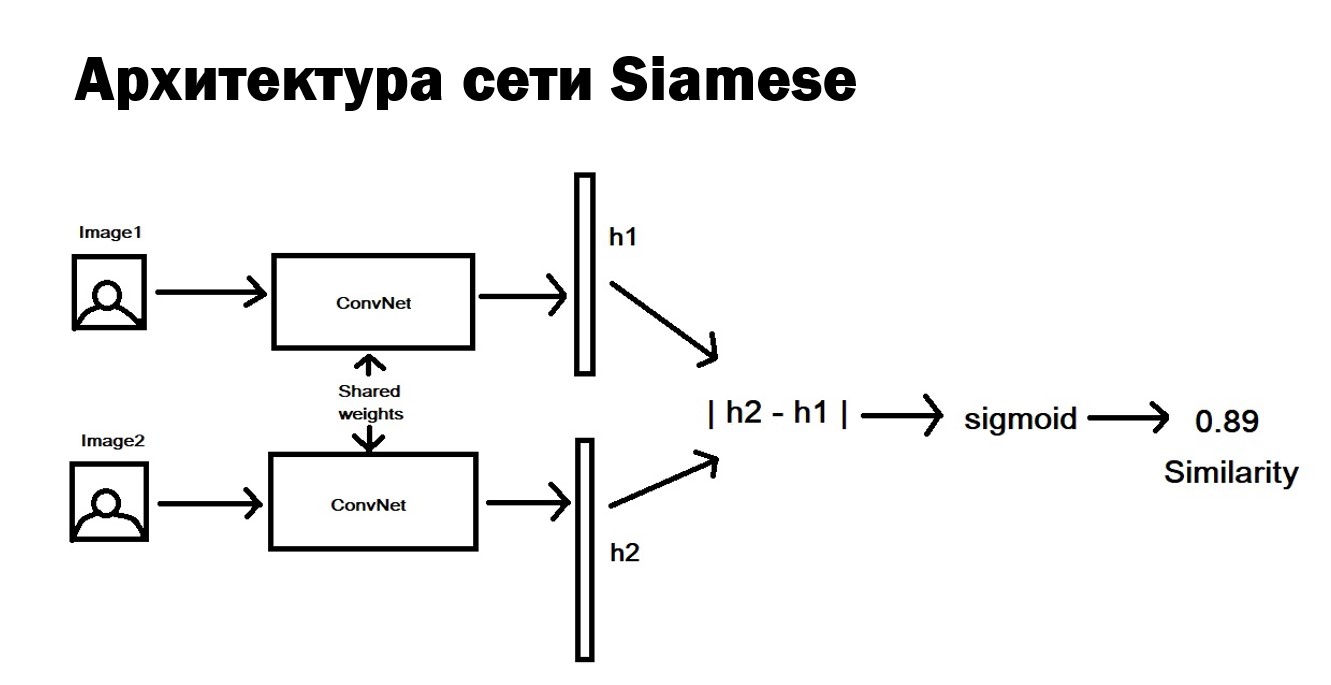 Архитектура сети Siamese
Image1
h1
ConvNet
Shared
weights
| h2 - h1 |
sigmoid
0.89
Similarity
Image2
ConvNet
h2